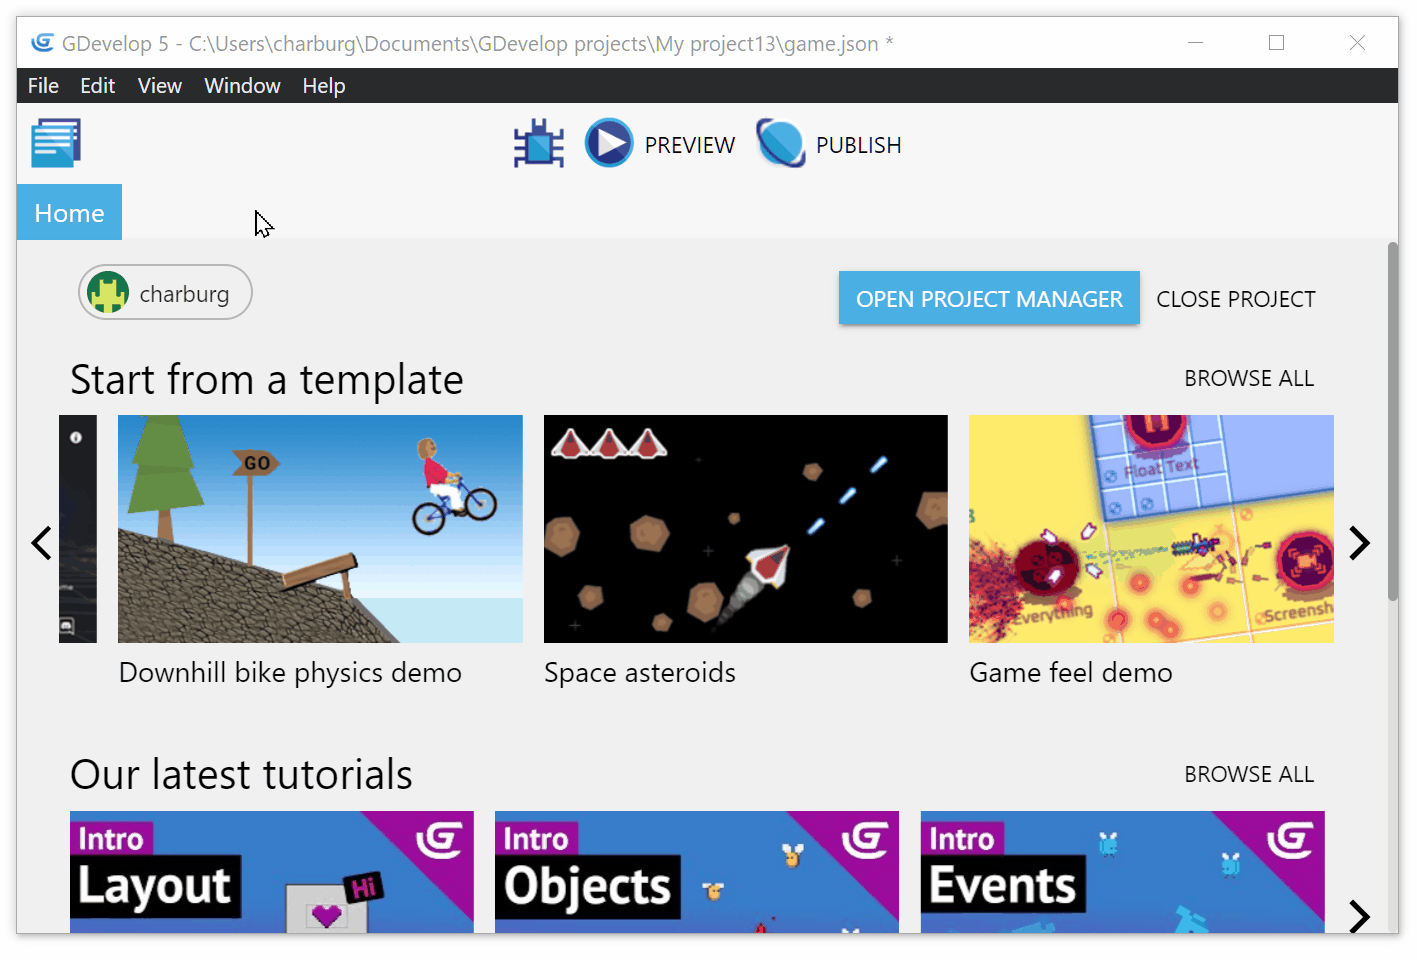 GDevelop 5 - C:\Users\charburg\Documents\GDevelop projects\My project13\game.json *
File Edit View Window Help
PREVIEW PUBLISH
Home
charburg
OPEN PROJECT MANAGER CLOSE PROJECT
Start from a template
BROWSE ALL
GO
Float Text
Everything
Screensh
Downhill bike physics demo
Space asteroids
Game feel demo
Our latest tutorials
BROWSE ALL
Intro
Layout
Hi
Intro
Objects
Intro
Events